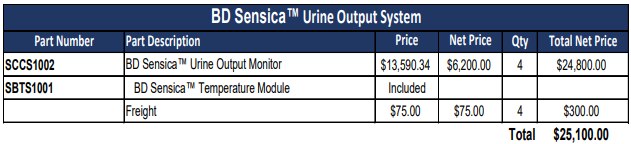 BD Sensica™ Urine Output System
Part Number Part Description Price Net Price Qty Total Net Price
SCCS1002 BD Sensica™ Urine Output Monitor $13,590.34 $6,200.00 4 $24,800.00
SBTS1001 BD Sensica™ Temperature Module Included
Freight $75.00 $75.00 4 $300.00
Total $25,100.00